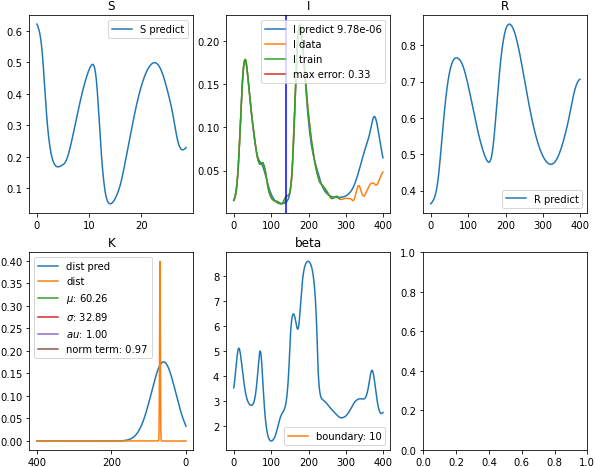 S
I
R
S predict
I predict 9.78e-06
I data
I train
max error: 0.33
R predict
0.6
0.5
0.4
0.3
0.2
0.1
0.20
0.15
0.10
0.05
0.8
0.7
0.6
0.5
0.4
0 10 20
0 100 200 300 400
0 100 200 300 400
K
beta
dist pred
dist
μ: 60.26
σ: 32.89
au: 1.00
norm term: 0.97
boundary: 10
0.40
0.35
0.30
0.25
0.20
0.15
0.10
0.05
0.00
8
7
6
5
4
3
2
1.0
0.8
0.6
0.4
0.2
0.0
400 200 0
0 100 200 300 400
0.0 0.2 0.4 0.6 0.8 1.0